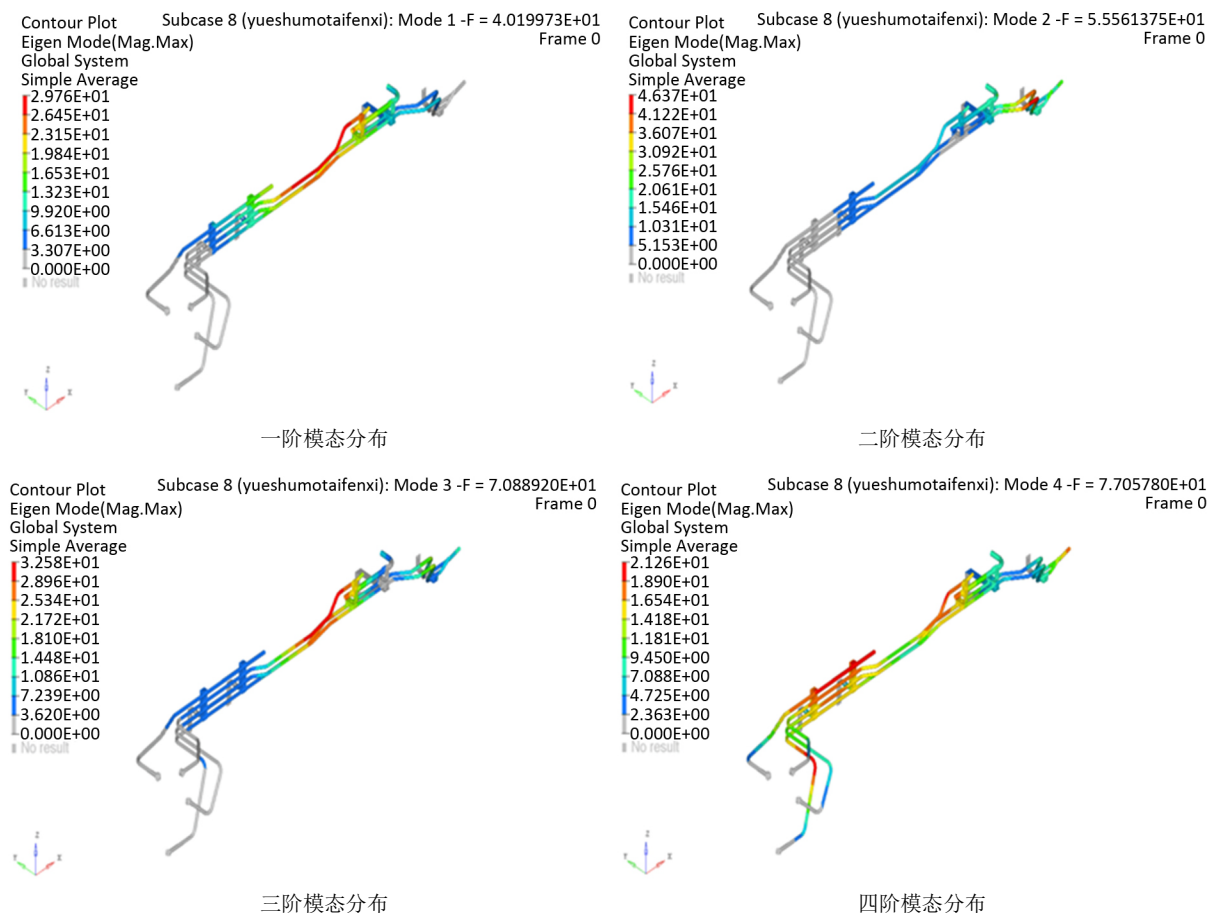 Contour Plot
Eigen Mode(Mag.Max)
Global System
Simple Average
Subcase 8 (yueshumotaifenxi): Mode 1 -F = 4.019973E+01
Frame 0
2.976E+01
2.645E+01
2.315E+01
1.984E+01
1.653E+01
1.323E+01
9.920E+00
6.613E+00
3.307E+00
0.000E+00
No result
Z
Y
X
一阶模态分布
Contour Plot
Eigen Mode(Mag.Max)
Global System
Simple Average
Subcase 8 (yueshumotaifenxi): Mode 2 -F = 5.5561375E+01
Frame 0
4.637E+01
4.122E+01
3.607E+01
3.092E+01
2.576E+01
2.061E+01
1.546E+01
1.031E+01
5.153E+00
0.000E+00
No result
Z
Y
X
二阶模态分布
Contour Plot
Eigen Mode(Mag.Max)
Global System
Simple Average
Subcase 8 (yueshumotaifenxi): Mode 3 -F = 7.088920E+01
Frame 0
3.258E+01
2.896E+01
2.534E+01
2.172E+01
1.810E+01
1.448E+01
1.086E+01
7.239E+00
3.620E+00
0.000E+00
No result
Z
Y
X
三阶模态分布
Contour Plot
Eigen Mode(Mag.Max)
Global System
Simple Average
Subcase 8 (yueshumotaifenxi): Mode 4 -F = 7.705780E+01
Frame 0
2.126E+01
1.890E+01
1.654E+01
1.418E+01
1.181E+01
9.450E+00
7.088E+00
4.725E+00
2.363E+00
0.000E+00
No result
Z
Y
X
四阶模态分布